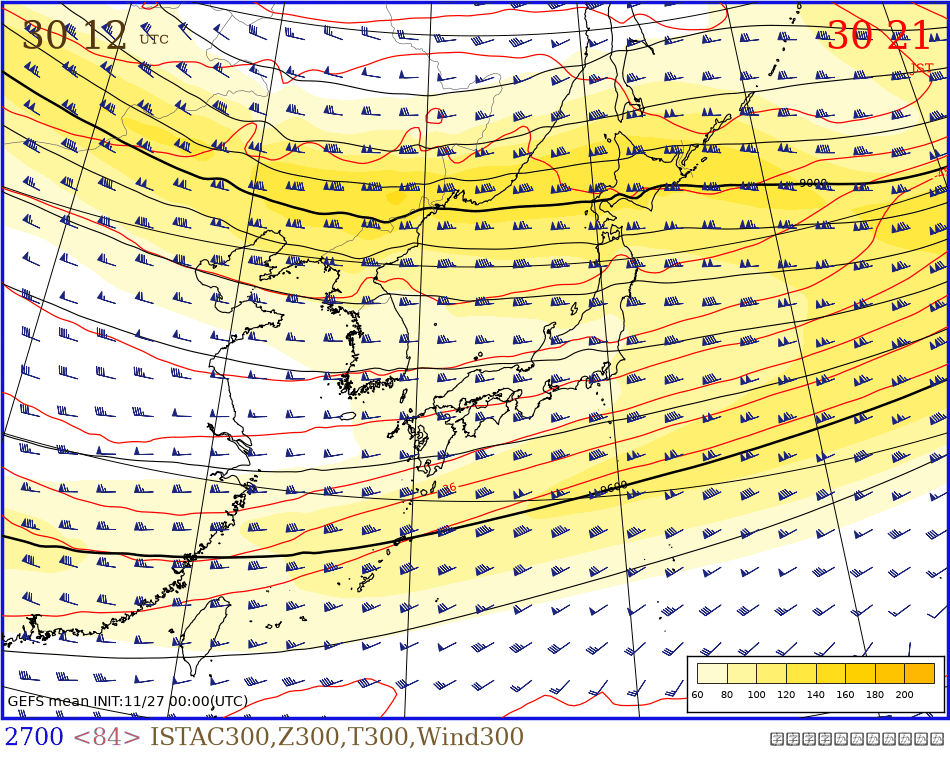 30 12 UTC
30 21 JST
9000
-36
9600
60 80 100 120 140 160 180 200
GEFS mean INIT:11/27 00:00(UTC)
2700 <84> ISTAC300,Z300,T300,Wind300